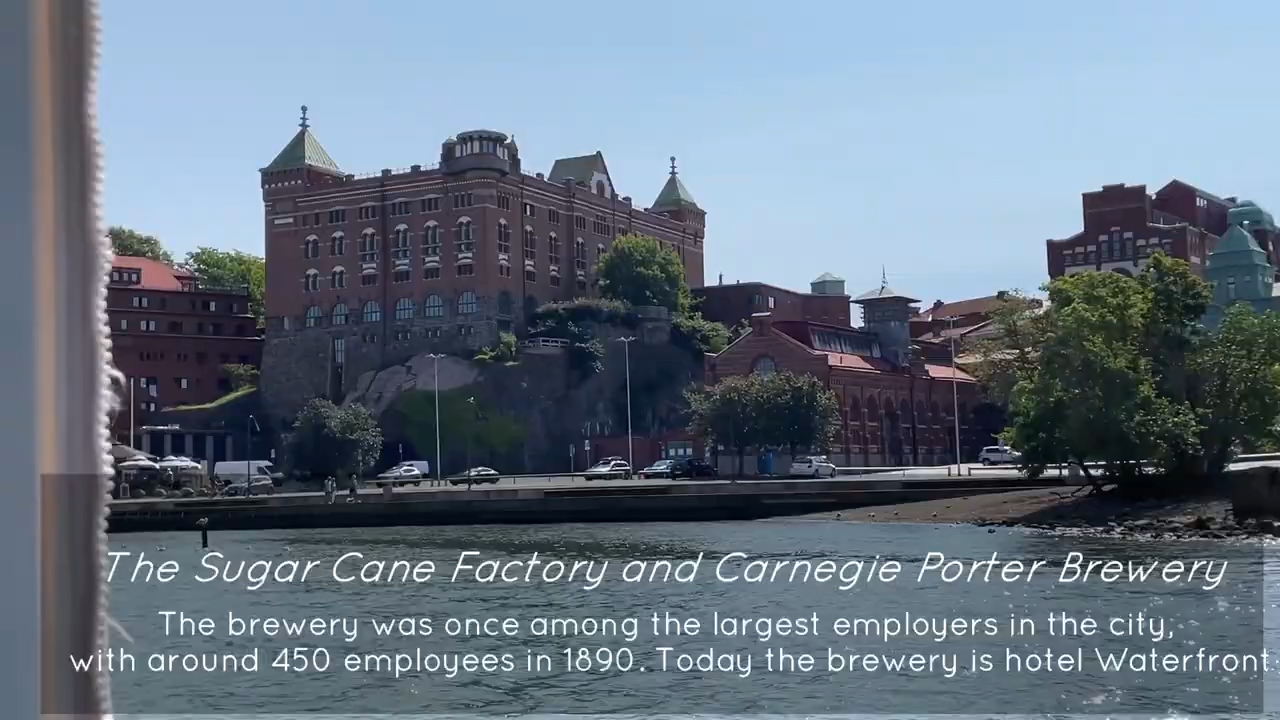 The Sugar Cane Factory and Carnegie Porter Brewery
The brewery was once among the largest employers in the city,
with around 450 employees in 1890. Today the brewery is hotel Waterfront.